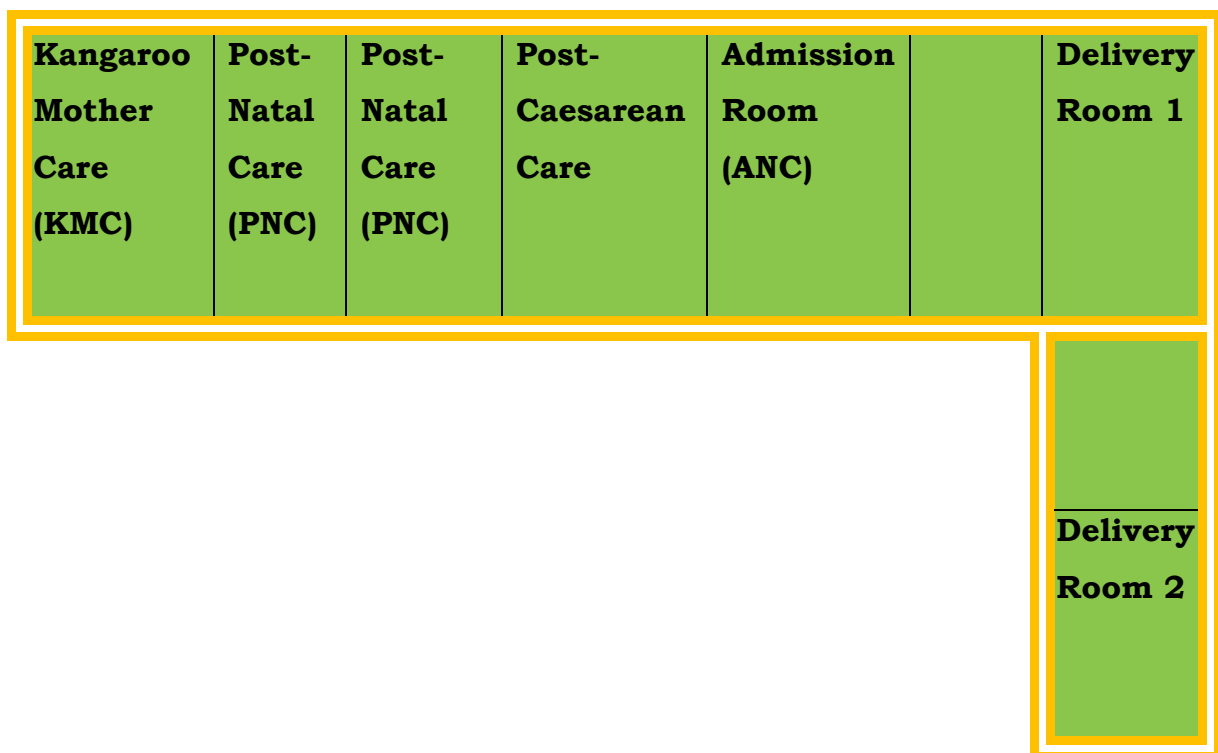 Kangaroo
Mother
Care
(KMC)
Post-
Natal
Care
(PNC)
Post-
Natal
Care
(PNC)
Post-
Caesarean
Care
Admission
Room
(ANC)
Delivery
Room 1
Delivery
Room 2